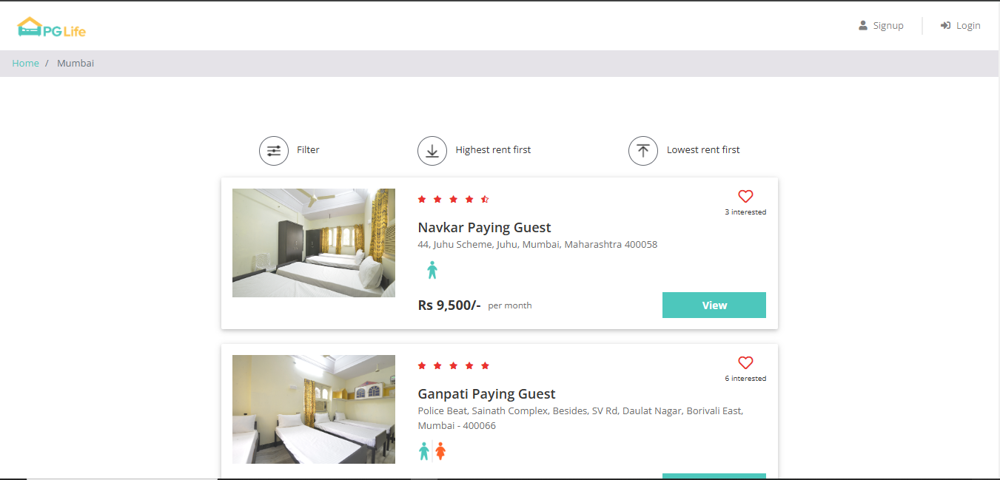 PG Life
Signup
Login
Home / Mumbai
Filter
Highest rent first
Lowest rent first
3 interested
Navkar Paying Guest
44, Juhu Scheme, Juhu, Mumbai, Maharashtra 400058
Rs 9,500/- per month
View
6 interested
Ganpati Paying Guest
Police Beat, Sainath Complex, Besides, SV Rd, Daulat Nagar, Borivali East,
Mumbai - 400066